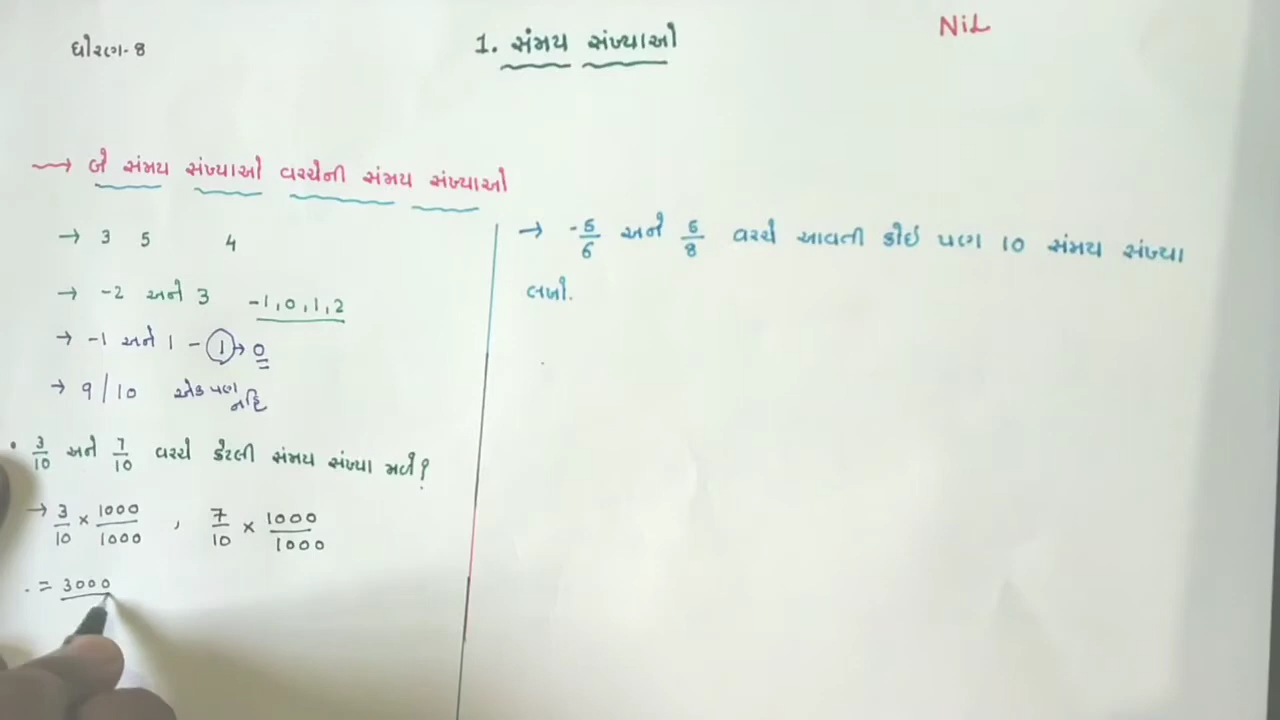 ધોરણ-8
1. સંમેય સંખ્યાઓ
NiL
→ બે સંમેય સંખ્યાઓ વચ્ચેની સંમેય સંખ્યાઓ
→ 3 5 4
→ -2 અને 3 -1,0,1,2
→ -1 અને 1 - 1 → 0
→ 9/10 એક પણ નહિ
• 3/10 અને 7/10 વચ્ચે કેટલી સંમેય સંખ્યા મળે?
→ 3/10 × 1000/1000 , 7/10 × 1000/1000
. = 3000
→ -5/6 અને 5/8 વચ્ચે આવતી કોઈ પણ 10 સંમેય સંખ્યા
લખો.